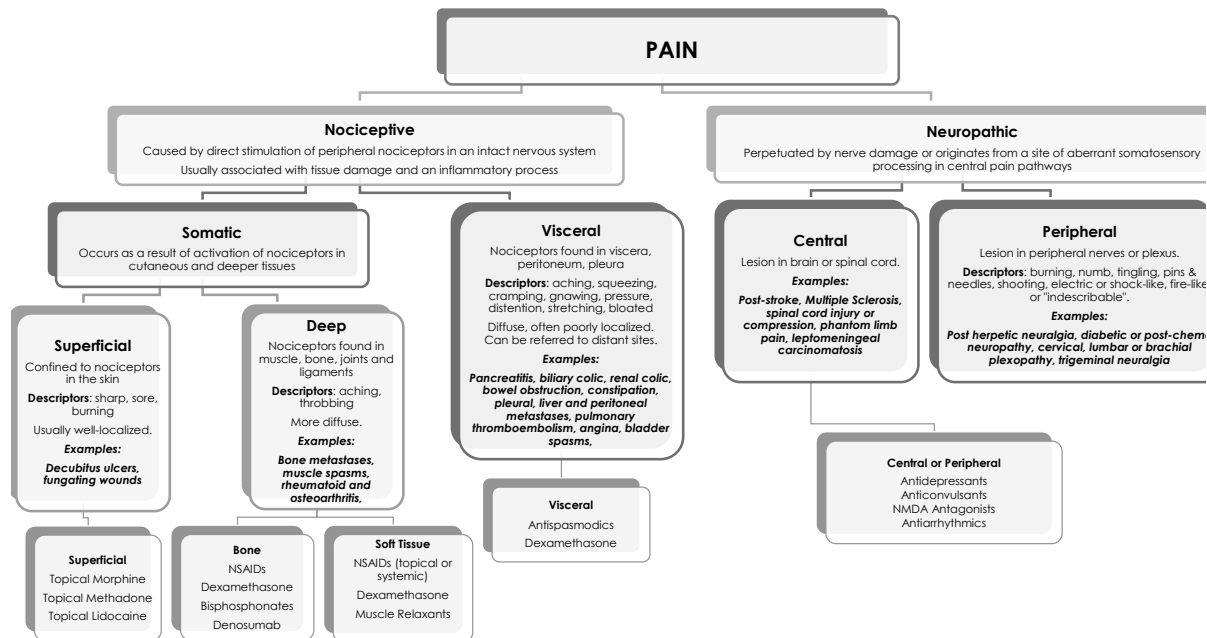 PAIN
Nociceptive
Caused by direct stimulation of peripheral nociceptors in an intact nervous system
Usually associated with tissue damage and an inflammatory process
Neuropathic
Perpetuated by nerve damage or originates from a site of aberrant somatosensory
processing in central pain pathways
Somatic
Occurs as a result of activation of nociceptors in
cutaneous and deeper tissues
Superficial
Confined to nociceptors
in the skin
Descriptors: sharp, sore,
burning
Usually well-localized.
Examples:
Decubitus ulcers,
fungating wounds
Deep
Nociceptors found in
muscle, bone, joints and
ligaments
Descriptors: aching,
throbbing
More diffuse.
Examples:
Bone metastases,
muscle spasms,
rheumatoid and
osteoarthritis,
Visceral
Nociceptors found in viscera,
peritoneum, pleura
Descriptors: aching, squeezing,
cramping, gnawing, pressure,
distention, stretching, bloated
Diffuse, often poorly localized.
Can be referred to distant sites.
Examples:
Pancreatitis, biliary colic, renal colic,
bowel obstruction, constipation,
pleural, liver and peritoneal
metastases, pulmonary
thromboembolism, angina, bladder
spasms,
Central
Lesion in brain or spinal cord.
Examples:
Post-stroke, Multiple Sclerosis,
spinal cord injury or
compression, phantom limb
pain, leptomeningeal
carcinomatosis
Peripheral
Lesion in peripheral nerves or plexus.
Descriptors: burning, numb, tingling, pins &
needles, shooting, electric or shock-like, fire-like
or "indescribable".
Examples:
Post herpetic neuralgia, diabetic or post-chemo
neuropathy, cervical, lumbar or brachial
plexopathy, trigeminal neuralgia
Superficial
Topical Morphine
Topical Methadone
Topical Lidocaine
Bone
NSAIDs
Dexamethasone
Bisphosphonates
Denosumab
Soft Tissue
NSAIDs (topical or
systemic)
Dexamethasone
Muscle Relaxants
Visceral
Antispasmodics
Dexamethasone
Central or Peripheral
Antidepressants
Anticonvulsants
NMDA Antagonists
Antiarrhythmics